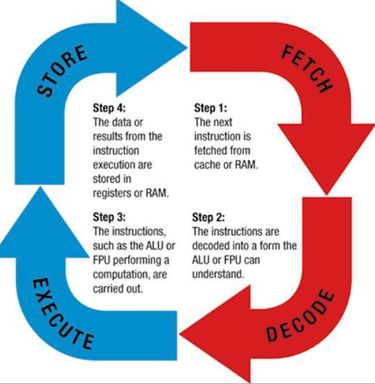 STORE
FETCH
Step 4:
The data or
results from the
instruction
execution are
stored in
registers or RAM.
Step 1:
The next
instruction is
fetched from
cache or RAM.
Step 3:
The instructions,
such as the ALU or
FPU performing a
computation, are
carried out.
Step 2:
The instructions are
decoded into a form the
ALU or FPU can
understand.
EXECUTE
DECODE